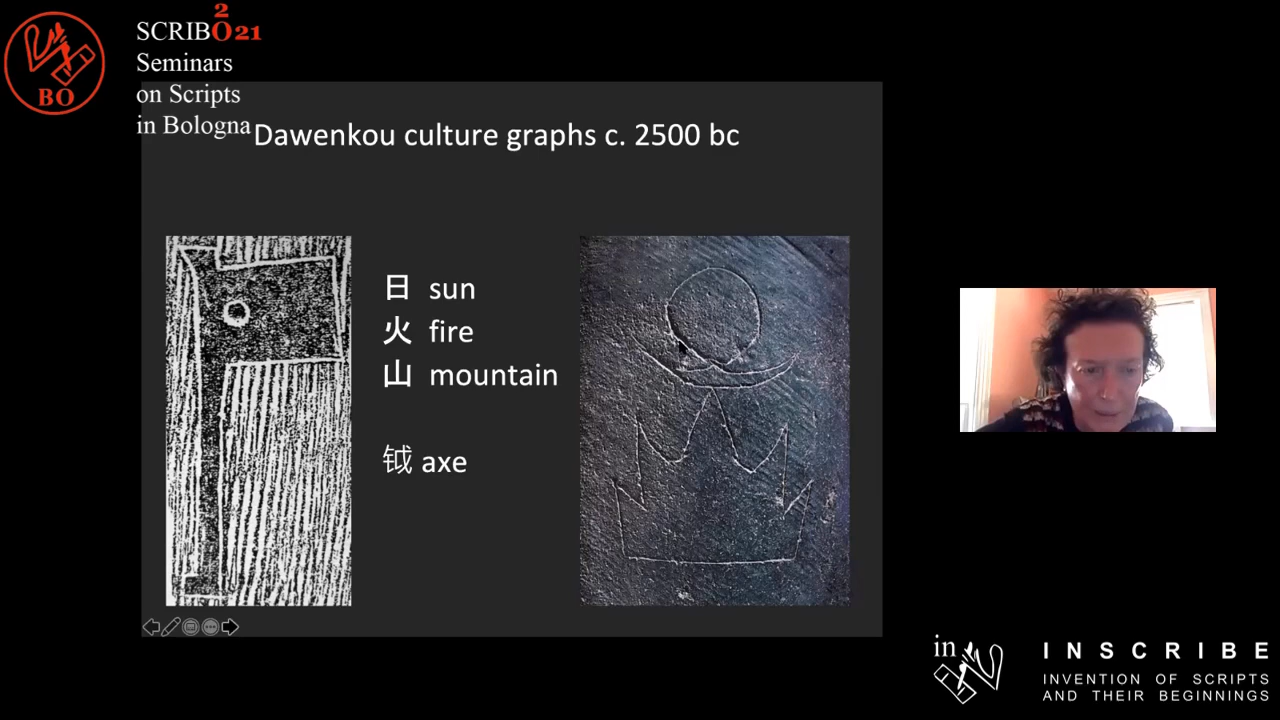 2
SCRIBO21
Seminars
on Scripts
in Bologna
BO
Dawenkou culture graphs c. 2500 bc
日 sun
火 fire
山 mountain
钺 axe
in
INSCRIBE
INVENTION OF SCRIPTS
AND THEIR BEGINNINGS